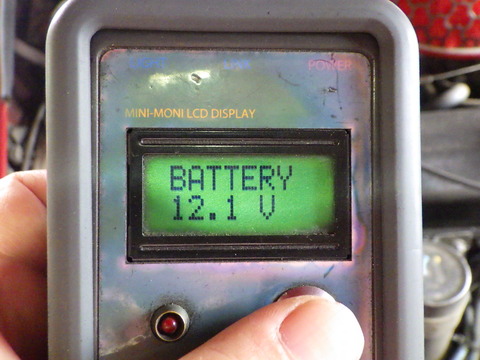 POWER
MINI-MONI LCD DISPLAY
BATTERY
12.1 V